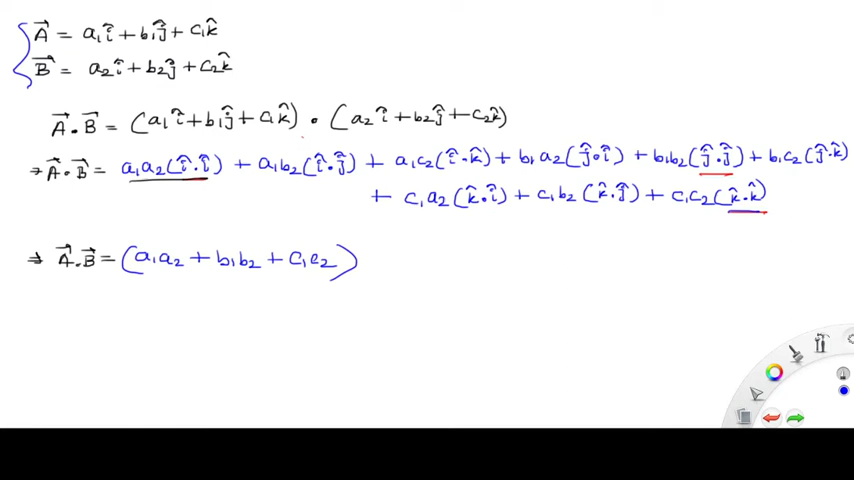 A⃗ = a₁î + b₁ĵ + c₁k̂
B⃗ = a₂î + b₂ĵ + c₂k̂
A⃗ . B⃗ = (a₁î + b₁ĵ + c₁k̂) • (a₂î + b₂ĵ + c₂k̂)
⇒ A⃗ . B⃗ = a₁a₂(î.î) + a₁b₂(î.ĵ) + a₁c₂(î.k̂) + b₁a₂(ĵ.î) + b₁b₂(ĵ.ĵ) + b₁c₂(ĵ.k̂)
+ c₁a₂(k̂.î) + c₁b₂(k̂.ĵ) + c₁c₂(k̂.k̂)
⇒ A⃗ . B⃗ = (a₁a₂ + b₁b₂ + c₁c₂)